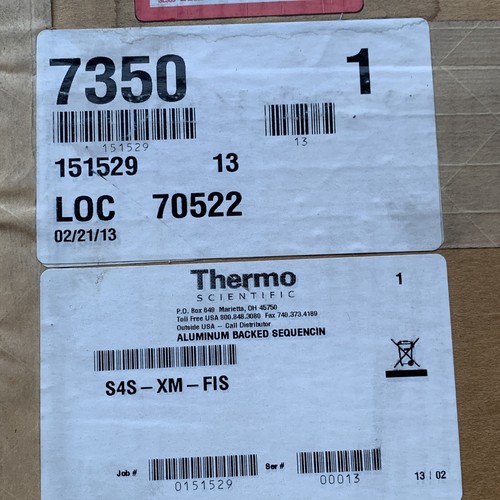 7350 1
151529 13
151529 13
LOC 70522
02/21/13
Thermo 1
SCIENTIFIC
P.O. Box 649 Marietta, OH 45750
Toll Free USA 800.848.3080 Fax 740.373.4189
Outside USA – Call Distributor
ALUMINUM BACKED SEQUENCIN
S4S – XM – FIS
Job # Ser # 13 | 02
0151529 00013